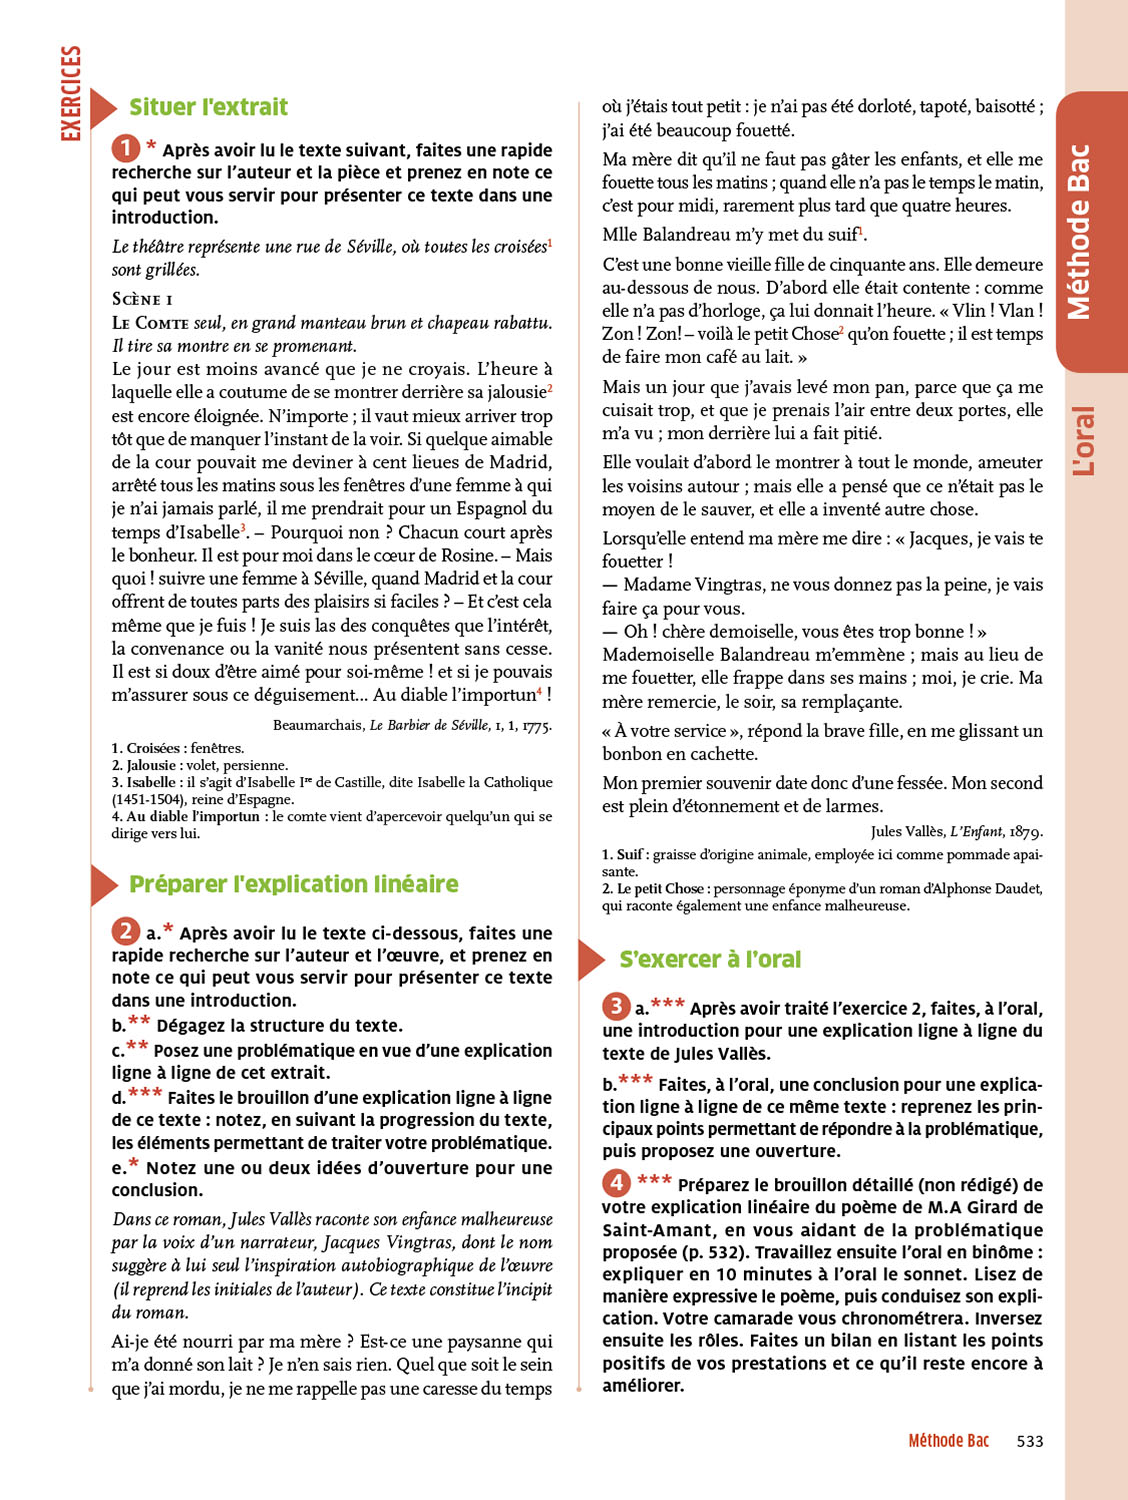 EXERCICES
Situer l'extrait
1 * Après avoir lu le texte suivant, faites une rapide
recherche sur l'auteur et la pièce et prenez en note ce
qui peut vous servir pour présenter ce texte dans une
introduction.
Le théâtre représente une rue de Séville, où toutes les croisées1
sont grillées.
SCÈNE I
LE COMTE seul, en grand manteau brun et chapeau rabattu.
Il tire sa montre en se promenant.
Le jour est moins avancé que je ne croyais. L'heure à
laquelle elle a coutume de se montrer derrière sa jalousie2
est encore éloignée. N'importe ; il vaut mieux arriver trop
tôt que de manquer l'instant de la voir. Si quelque aimable
de la cour pouvait me deviner à cent lieues de Madrid,
arrêté tous les matins sous les fenêtres d'une femme à qui
je n'ai jamais parlé, il me prendrait pour un Espagnol du
temps d'Isabelle3. – Pourquoi non ? Chacun court après
le bonheur. Il est pour moi dans le cœur de Rosine. – Mais
quoi ! suivre une femme à Séville, quand Madrid et la cour
offrent de toutes parts des plaisirs si faciles ? – Et c'est cela
même que je fuis ! Je suis las des conquêtes que l'intérêt,
la convenance ou la vanité nous présentent sans cesse.
Il est si doux d'être aimé pour soi-même ! et si je pouvais
m'assurer sous ce déguisement... Au diable l'importun4 !
Beaumarchais, Le Barbier de Séville, I, 1, 1775.
1. Croisées : fenêtres.
2. Jalousie : volet, persienne.
3. Isabelle : il s'agit d'Isabelle Ire de Castille, dite Isabelle la Catholique
(1451-1504), reine d'Espagne.
4. Au diable l'importun : le comte vient d'apercevoir quelqu'un qui se
dirige vers lui.
Préparer l'explication linéaire
2 a.* Après avoir lu le texte ci-dessous, faites une
rapide recherche sur l'auteur et l'œuvre, et prenez en
note ce qui peut vous servir pour présenter ce texte
dans une introduction.
b.** Dégagez la structure du texte.
c.** Posez une problématique en vue d'une explication
ligne à ligne de cet extrait.
d.*** Faites le brouillon d'une explication ligne à ligne
de ce texte : notez, en suivant la progression du texte,
les éléments permettant de traiter votre problématique.
e.* Notez une ou deux idées d'ouverture pour une
conclusion.
Dans ce roman, Jules Vallès raconte son enfance malheureuse
par la voix d'un narrateur, Jacques Vingtras, dont le nom
suggère à lui seul l'inspiration autobiographique de l'œuvre
(il reprend les initiales de l'auteur). Ce texte constitue l'incipit
du roman.
Ai-je été nourri par ma mère ? Est-ce une paysanne qui
m'a donné son lait ? Je n'en sais rien. Quel que soit le sein
que j'ai mordu, je ne me rappelle pas une caresse du temps
où j'étais tout petit : je n'ai pas été dorloté, tapoté, baisotté ;
j'ai été beaucoup fouetté.
Ma mère dit qu'il ne faut pas gâter les enfants, et elle me
fouette tous les matins ; quand elle n'a pas le temps le matin,
c'est pour midi, rarement plus tard que quatre heures.
Mlle Balandreau m'y met du suif1.
C'est une bonne vieille fille de cinquante ans. Elle demeure
au-dessous de nous. D'abord elle était contente : comme
elle n'a pas d'horloge, ça lui donnait l'heure. « Vlin ! Vlan !
Zon ! Zon! – voilà le petit Chose2 qu'on fouette ; il est temps
de faire mon café au lait. »
Mais un jour que j'avais levé mon pan, parce que ça me
cuisait trop, et que je prenais l'air entre deux portes, elle
m'a vu ; mon derrière lui a fait pitié.
Elle voulait d'abord le montrer à tout le monde, ameuter
les voisins autour ; mais elle a pensé que ce n'était pas le
moyen de le sauver, et elle a inventé autre chose.
Lorsqu'elle entend ma mère me dire : « Jacques, je vais te
fouetter !
— Madame Vingtras, ne vous donnez pas la peine, je vais
faire ça pour vous.
— Oh ! chère demoiselle, vous êtes trop bonne ! »
Mademoiselle Balandreau m'emmène ; mais au lieu de
me fouetter, elle frappe dans ses mains ; moi, je crie. Ma
mère remercie, le soir, sa remplaçante.
« À votre service », répond la brave fille, en me glissant un
bonbon en cachette.
Mon premier souvenir date donc d'une fessée. Mon second
est plein d'étonnement et de larmes.
Jules Vallès, L'Enfant, 1879.
1. Suif : graisse d'origine animale, employée ici comme pommade apai-
sante.
2. Le petit Chose : personnage éponyme d'un roman d'Alphonse Daudet,
qui raconte également une enfance malheureuse.
S'exercer à l'oral
3 a.*** Après avoir traité l'exercice 2, faites, à l'oral,
une introduction pour une explication ligne à ligne du
texte de Jules Vallès.
b.*** Faites, à l'oral, une conclusion pour une explica-
tion ligne à ligne de ce même texte : reprenez les prin-
cipaux points permettant de répondre à la problématique,
puis proposez une ouverture.
4 *** Préparez le brouillon détaillé (non rédigé) de
votre explication linéaire du poème de M.A Girard de
Saint-Amant, en vous aidant de la problématique
proposée (p. 532). Travaillez ensuite l'oral en binôme :
expliquer en 10 minutes à l'oral le sonnet. Lisez de
manière expressive le poème, puis conduisez son expli-
cation. Votre camarade vous chronométrera. Inversez
ensuite les rôles. Faites un bilan en listant les points
positifs de vos prestations et ce qu'il reste encore à
améliorer.
Méthode Bac
L'oral
Méthode Bac 533